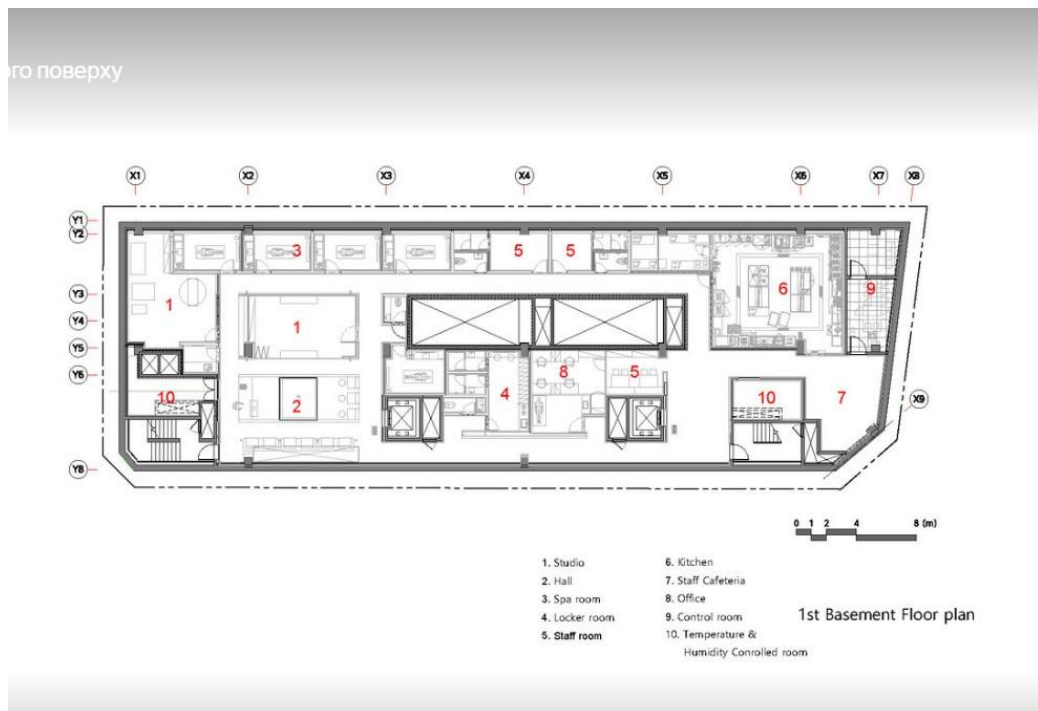 ого поверху
X1 X2 X3 X4 X5 X6 X7 X8
Y1
Y2
3 5 5
6 9
Y3
1
1
Y4
Y5
Y6
10 2 4 8 5 10 7
X9
Y8
0 1 2 4 8 (m)
1. Studio
2. Hall
3. Spa room
4. Locker room
5. Staff room
6. Kitchen
7. Staff Cafeteria
8. Office
9. Control room
10. Temperature &
Humidity Conrolled room
1st Basement Floor plan